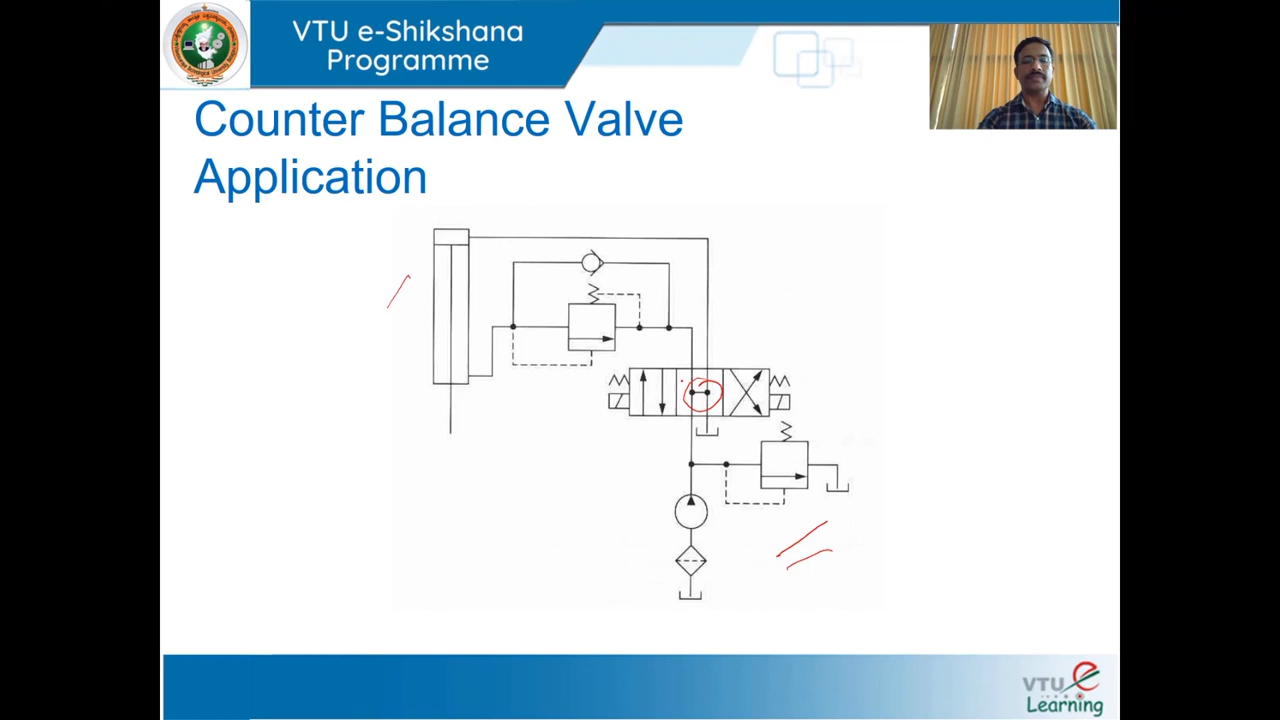 VTU e-Shikshana
Programme
Counter Balance Valve
Application
VTU e
Learning